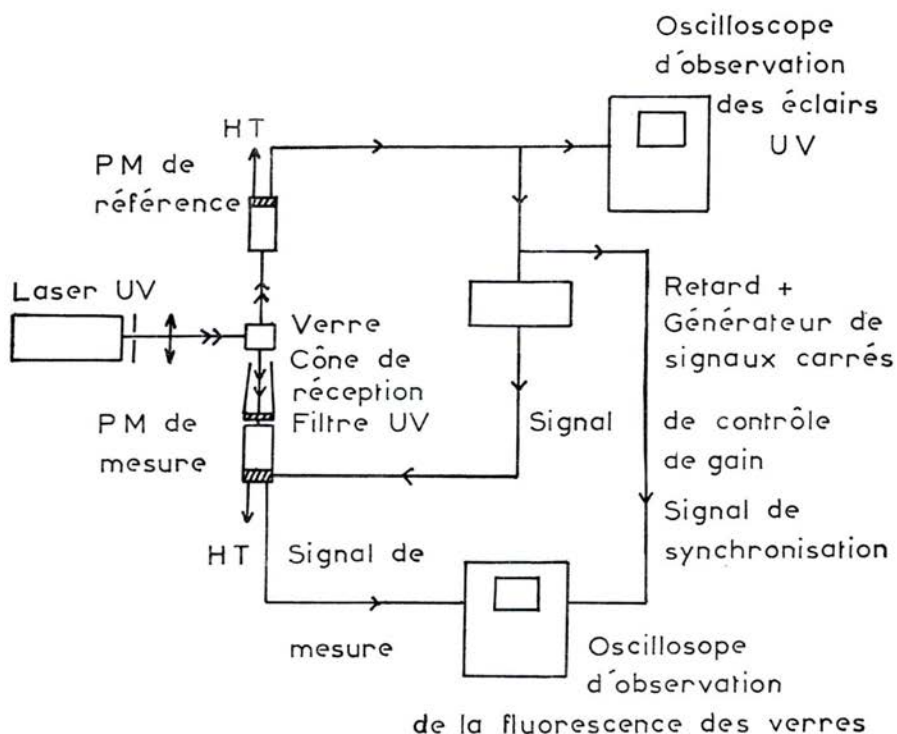 Oscilloscope
d'observation
des éclairs
UV
HT
PM de
référence
Laser UV
Verre
Cône de
réception
Filtre UV
PM de
mesure
HT
Retard +
Générateur de
signaux carrés
Signal
de contrôle
de gain
Signal de
synchronisation
Signal de
mesure
Oscillosope
d'observation
de la fluorescence des verres